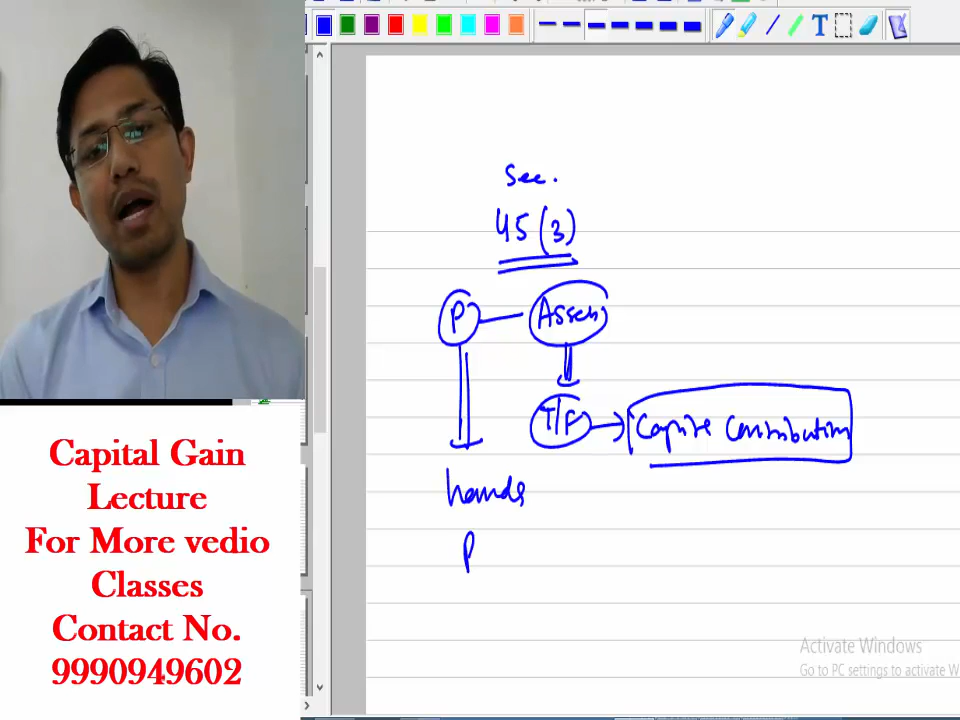 Sec.
45(3)
P
Asset
T/F
Capital Contribution
hands
P
Capital Gain
Lecture
For More vedio
Classes
Contact No.
9990949602
T
Activate Windows
Go to PC settings to activate W